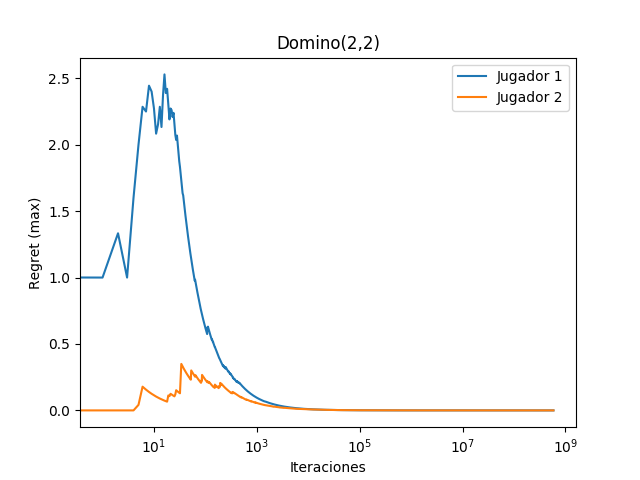 Domino(2,2)
Jugador 1
Jugador 2
Regret (max)
2.5
2.0
1.5
1.0
0.5
0.0
10^1 10^3 10^5 10^7 10^9
Iteraciones